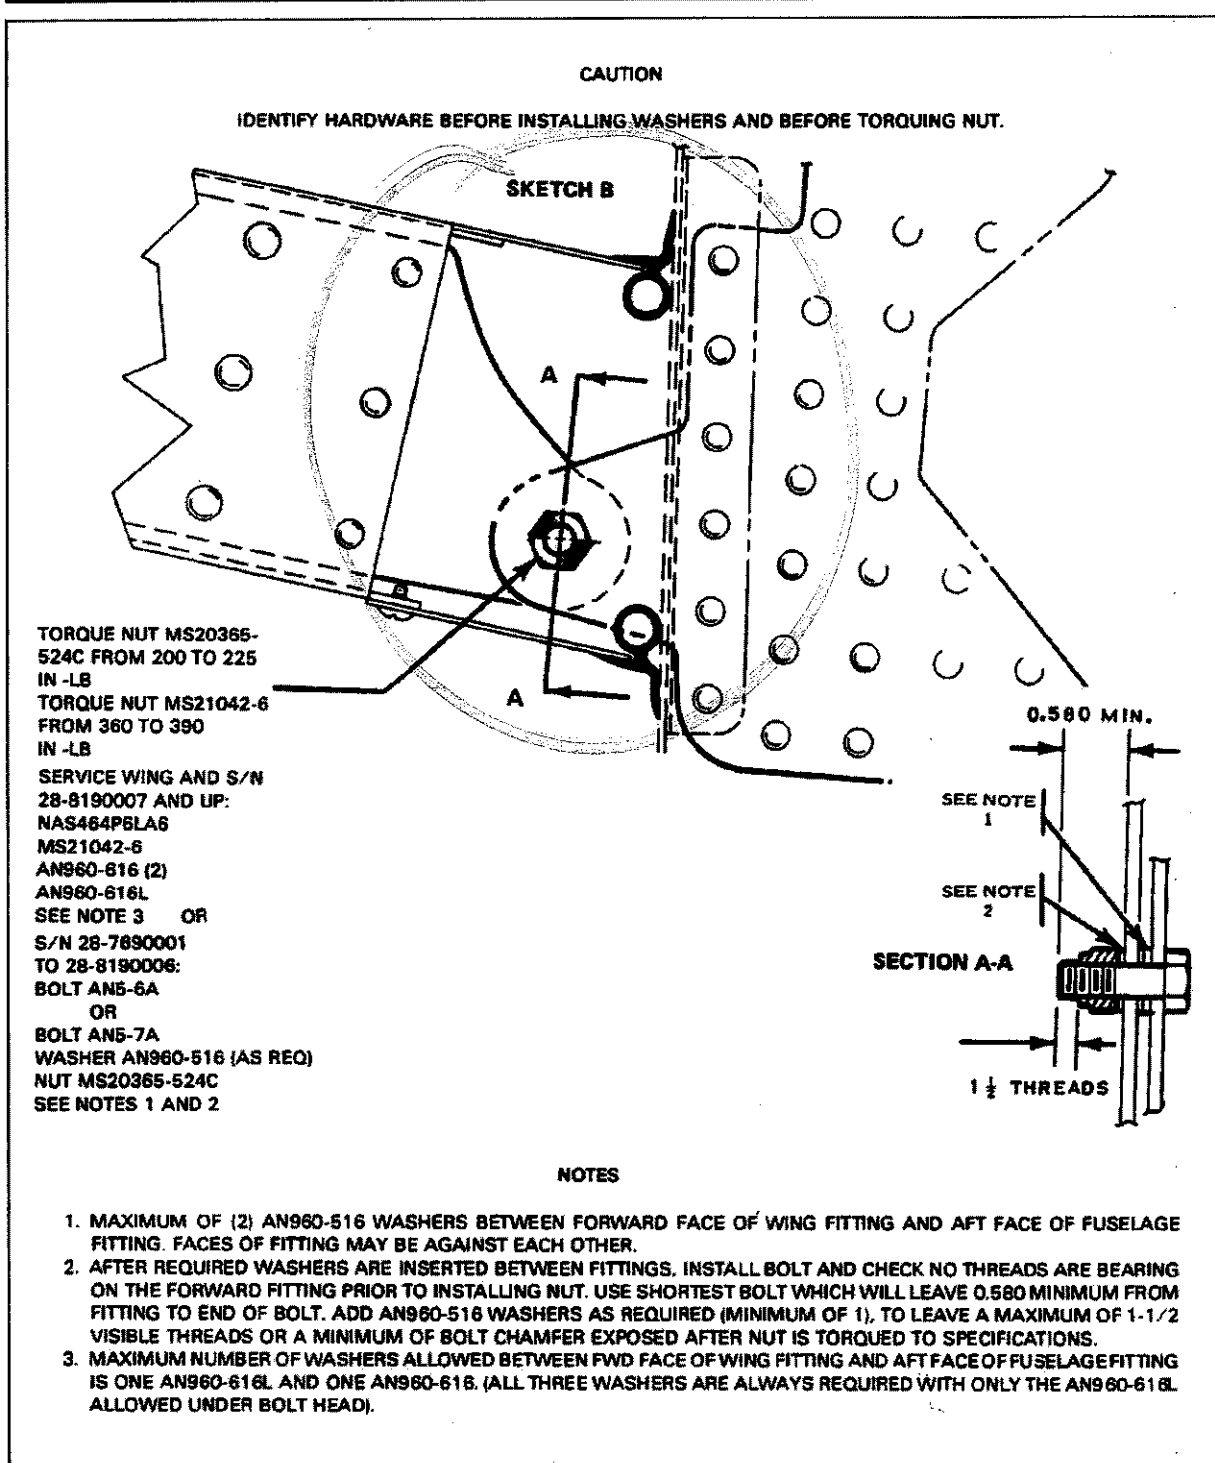 CAUTION
IDENTIFY HARDWARE BEFORE INSTALLING WASHERS AND BEFORE TORQUING NUT.
SKETCH B
A
A
TORQUE NUT MS20365-
524C FROM 200 TO 225
IN -LB
TORQUE NUT MS21042-6
FROM 360 TO 390
IN -LB
SERVICE WING AND S/N
28-8190007 AND UP:
NAS464P6LA6
MS21042-6
AN960-616 (2)
AN960-616L
SEE NOTE 3 OR
S/N 28-7690001
TO 28-8190006:
BOLT AN5-6A
OR
BOLT AN5-7A
WASHER AN960-516 (AS REQ)
NUT MS20365-524C
SEE NOTES 1 AND 2
0.580 MIN.
SEE NOTE
1
SEE NOTE
2
SECTION A-A
1 ½ THREADS
NOTES
1. MAXIMUM OF (2) AN960-516 WASHERS BETWEEN FORWARD FACE OF WING FITTING AND AFT FACE OF FUSELAGE
FITTING. FACES OF FITTING MAY BE AGAINST EACH OTHER.
2. AFTER REQUIRED WASHERS ARE INSERTED BETWEEN FITTINGS, INSTALL BOLT AND CHECK NO THREADS ARE BEARING
ON THE FORWARD FITTING PRIOR TO INSTALLING NUT. USE SHORTEST BOLT WHICH WILL LEAVE 0.580 MINIMUM FROM
FITTING TO END OF BOLT. ADD AN960-516 WASHERS AS REQUIRED (MINIMUM OF 1), TO LEAVE A MAXIMUM OF 1-1/2
VISIBLE THREADS OR A MINIMUM OF BOLT CHAMFER EXPOSED AFTER NUT IS TORQUED TO SPECIFICATIONS.
3. MAXIMUM NUMBER OF WASHERS ALLOWED BETWEEN FWD FACE OF WING FITTING AND AFT FACE OF FUSELAGE FITTING
IS ONE AN960-616L AND ONE AN960-616. (ALL THREE WASHERS ARE ALWAYS REQUIRED WITH ONLY THE AN960-616L
ALLOWED UNDER BOLT HEAD).